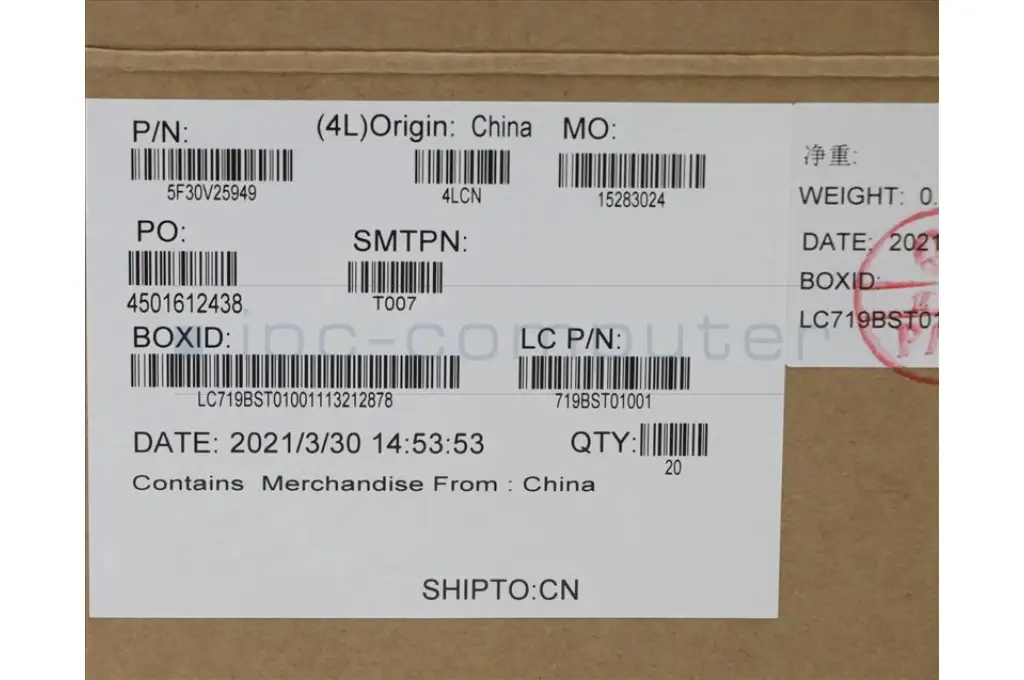 P/N:
5F30V25949
(4L)Origin: China
4LCN
MO:
15283024
PO:
4501612438
SMTPN:
T007
BOXID:
LC719BST01001113212878
LC P/N:
719BST01001
DATE: 2021/3/30 14:53:53
QTY:
20
Contains Merchandise From : China
SHIPTO:CN
净重:
WEIGHT: 0.
DATE: 2021
BOXID:
LC719BST01
ipc-computer